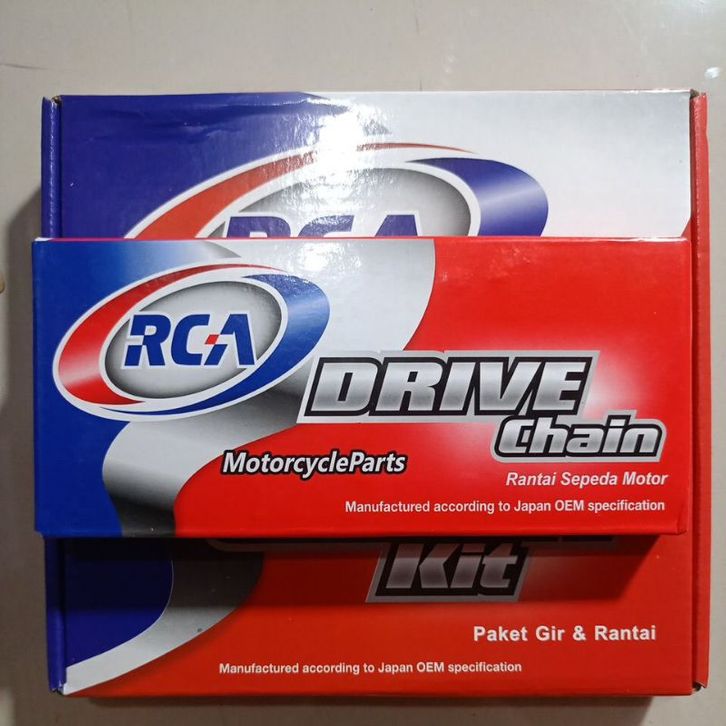 RCA
RCA
DRIVE
Chain
MotorcycleParts
Rantai Sepeda Motor
Manufactured according to Japan OEM specification
Kit
Paket Gir & Rantai
Manufactured according to Japan OEM specification